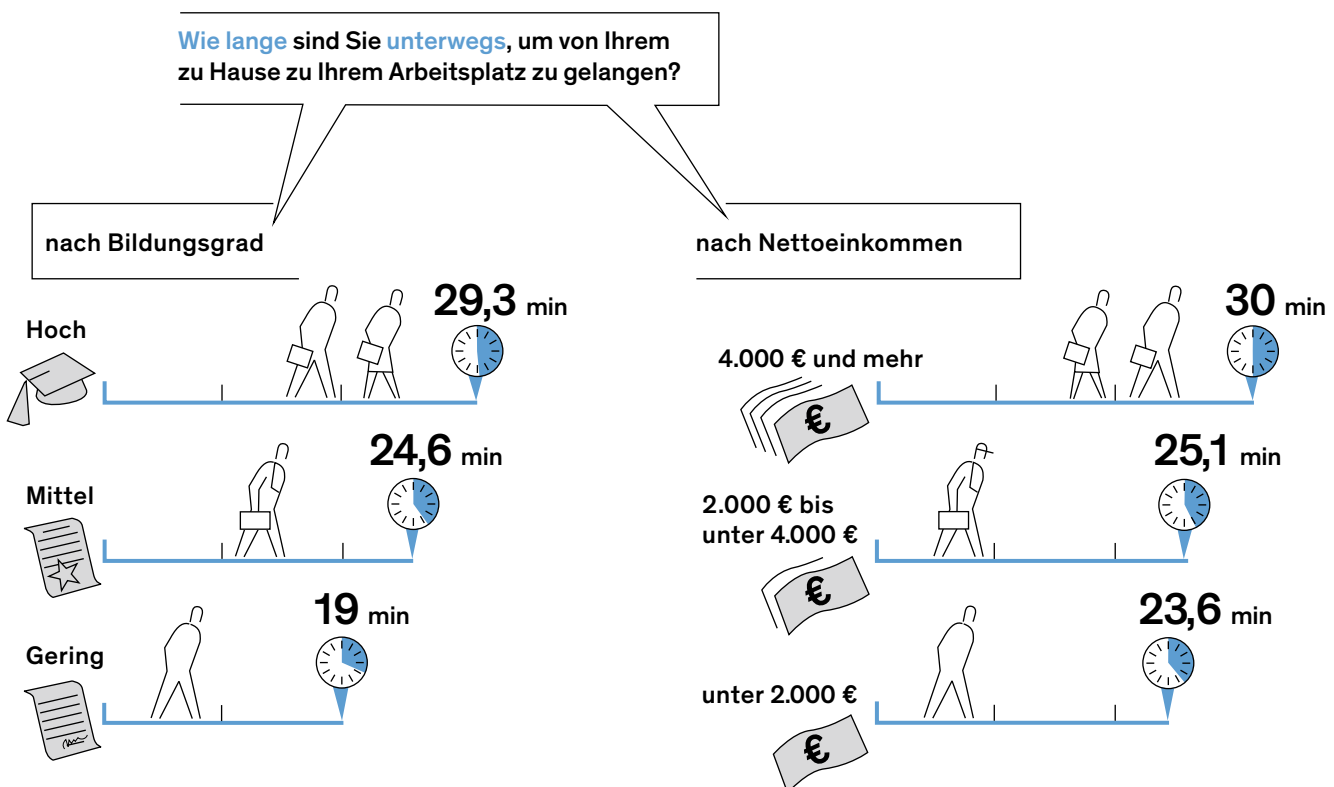 Wie lange sind Sie unterwegs, um von Ihrem
zu Hause zu Ihrem Arbeitsplatz zu gelangen?
nach Bildungsgrad
Hoch
29,3 min
Mittel
24,6 min
Gering
19 min
nach Nettoeinkommen
4.000 € und mehr
30 min
€
2.000 € bis
unter 4.000 €
25,1 min
€
unter 2.000 €
23,6 min
€